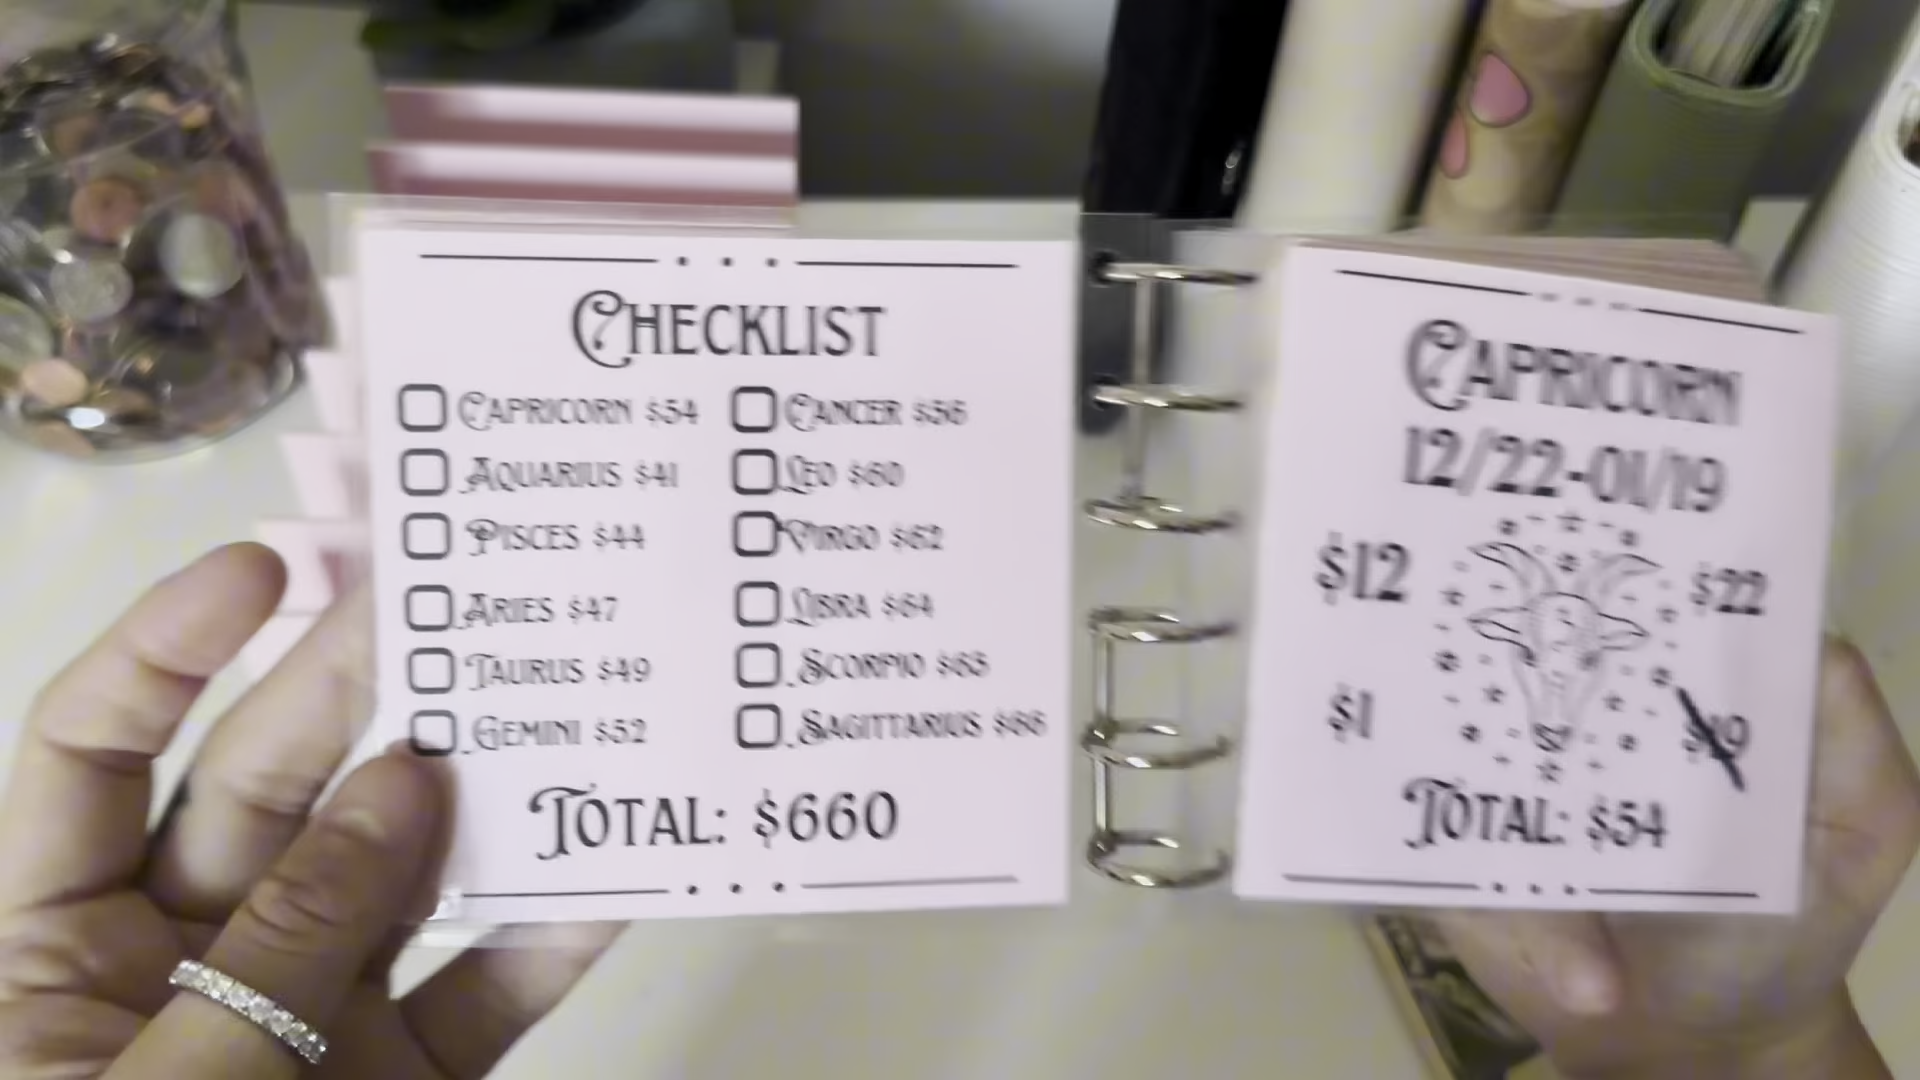 CHECKLIST
CAPRICORN $54
AQUARIUS $41
PISCES $44
ARIES $47
TAURUS $49
GEMINI $52
CANCER $56
LEO $60
VIRGO $62
LIBRA $64
SCORPIO $65
SAGITTARIUS $66
TOTAL: $660
CAPRICORN
12/22-01/19
$12 $22
$1 $19
TOTAL: $54